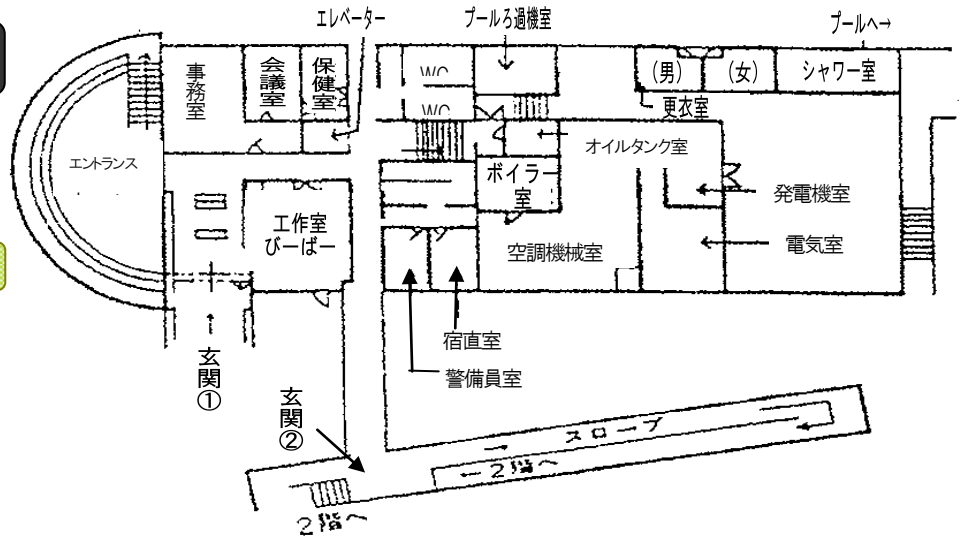 エレベーター
プールろ過機室
プールへ→
事務室
会議室
保健室
WC
WC
(男)
(女)
シャワー室
更衣室
エントランス
オイルタンク室
ボイラー
室
発電機室
工作室
びーばー
空調機械室
電気室
宿直室
警備員室
玄関①
玄関②
スロープ
←2階へ
2階へ